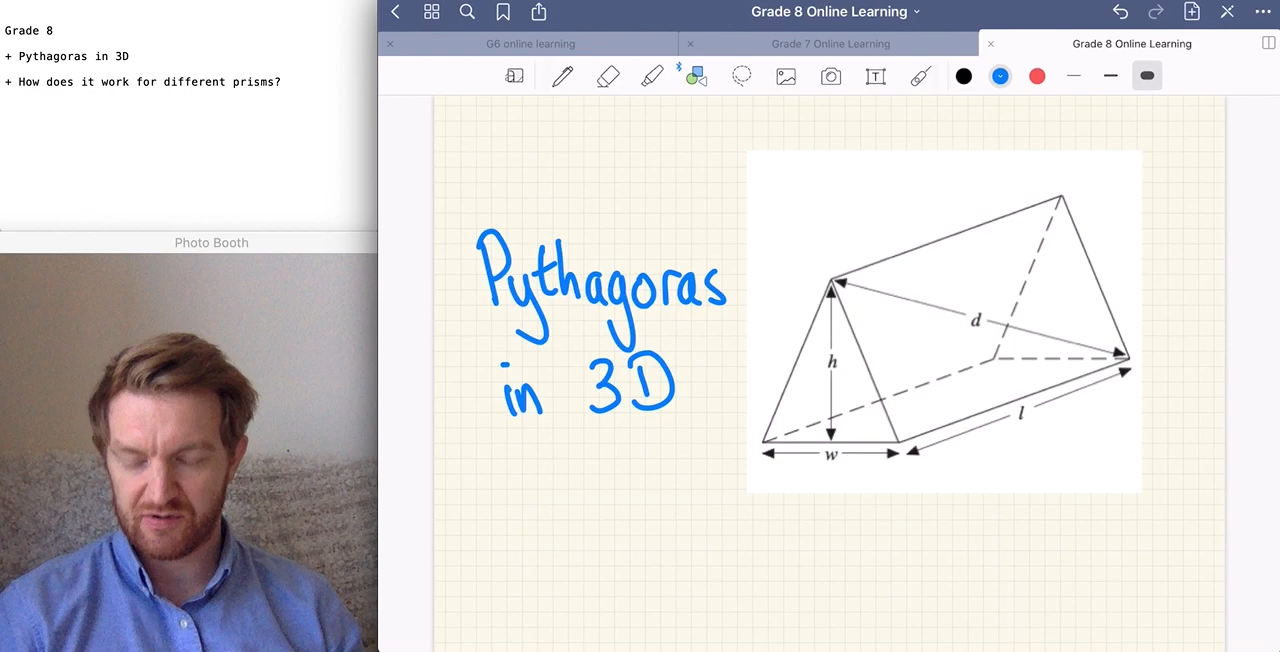 Grade 8
+ Pythagoras in 3D
+ How does it work for different prisms?
Photo Booth
Grade 8 Online Learning
G6 online learning
Grade 7 Online Learning
Grade 8 Online Learning
T
Pythagoras
in 3D
d
h
l
w